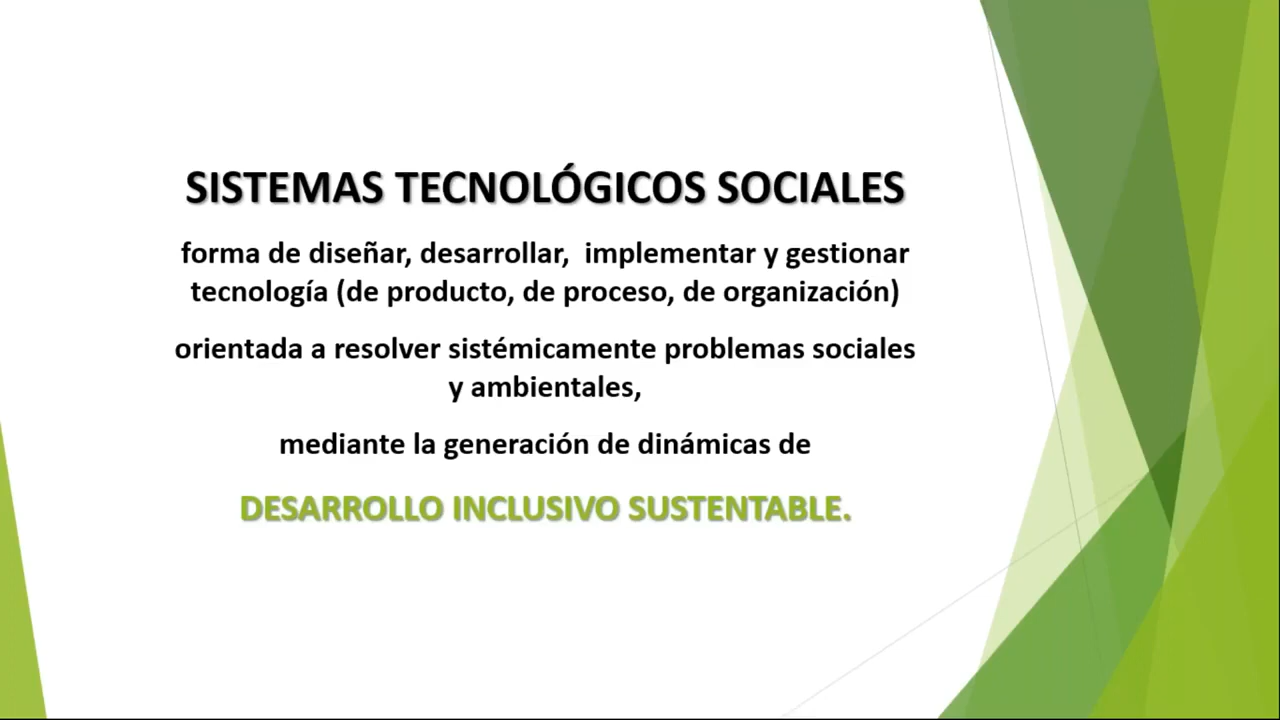 SISTEMAS TECNOLÓGICOS SOCIALES
forma de diseñar, desarrollar, implementar y gestionar
tecnología (de producto, de proceso, de organización)
orientada a resolver sistémicamente problemas sociales
y ambientales,
mediante la generación de dinámicas de
DESARROLLO INCLUSIVO SUSTENTABLE.